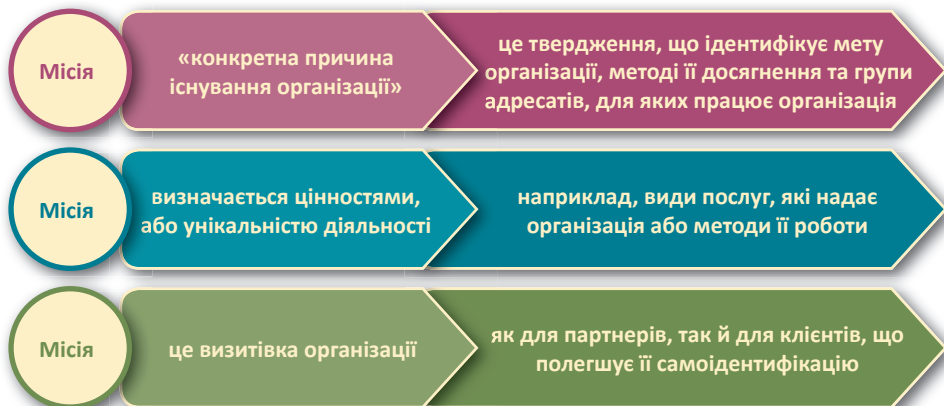 Місія
«конкретна причина
існування організації»
це твердження, що ідентифікує мету
організації, методі її досягнення та групи
адресатів, для яких працює організація
Місія
визначається цінностями,
або унікальністю діяльності
наприклад, види послуг, які надає
організація або методи її роботи
Місія
це визитівка організації
як для партнерів, так й для клієнтів, що
полегшує її самоідентифікацію